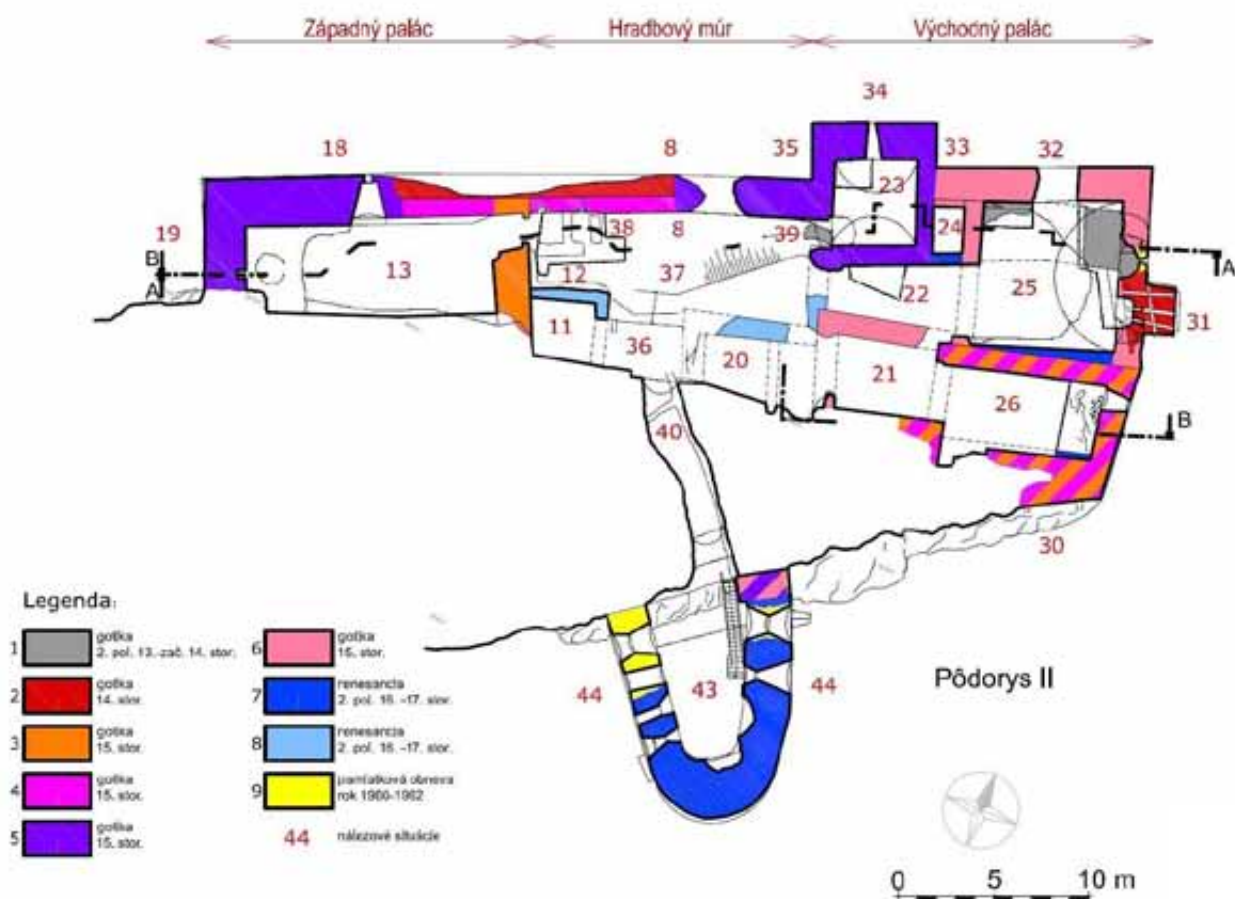 Západný palác Hradbový múr Východný palác
34
18 8 35 33 32
23
19 38 8 39 24
B A
A
13 12 37 22 25
11 36 20 21 26 31
B
40
30
Legenda:
1 gotika
2. pol. 13.-zač. 14. stor.
2 gotika
14. stor.
3 gotika
15. stor.
4 gotika
15. stor.
5 gotika
15. stor.
6 gotika
15. stor.
7 renesancia
2. pol. 16. -17. stor.
8 renesancia
2. pol. 16. -17. stor.
9 pamiatková obnova
rok
44 nálezové situácie
44 43 44
Pôdorys II
0 5 10 m